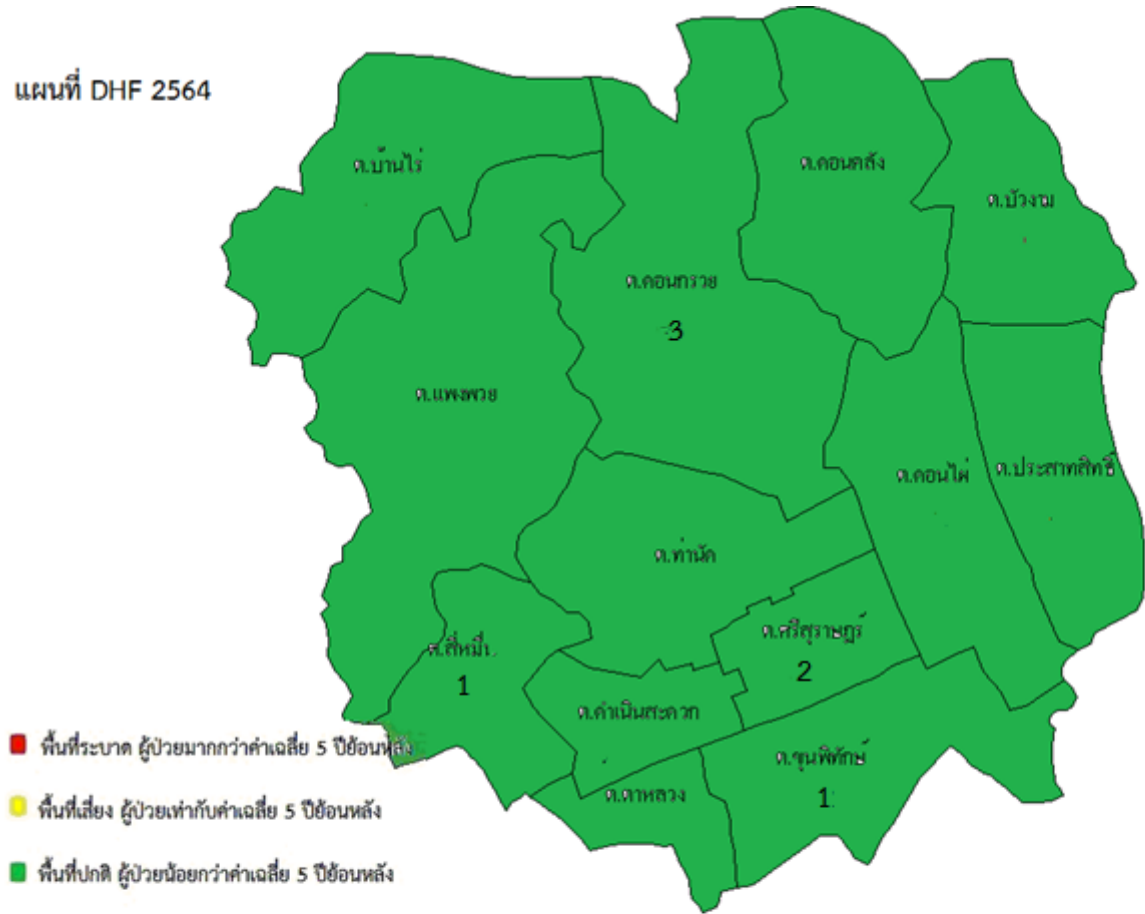 แผนที่ DHF 2564
ต.บ้านไร่
ต.ดอนคลัง
ต.บัวงาม
ต.ดอนกรวย
3
ต.แพงพวย
ต.ดอนไผ่
ต.ประสาทสิทธิ์
ต.ท่านัด
ต.ศรีสุราษฎร์
2
ต.สี่หมื่น
1
ต.ดำเนินสะดวก
ต.ขุนพิทักษ์
1
ต.ตาหลวง
พื้นที่ระบาด ผู้ป่วยมากกว่าค่าเฉลี่ย 5 ปีย้อนหลัง
พื้นที่เสี่ยง ผู้ป่วยเท่ากับค่าเฉลี่ย 5 ปีย้อนหลัง
พื้นที่ปกติ ผู้ป่วยน้อยกว่าค่าเฉลี่ย 5 ปีย้อนหลัง